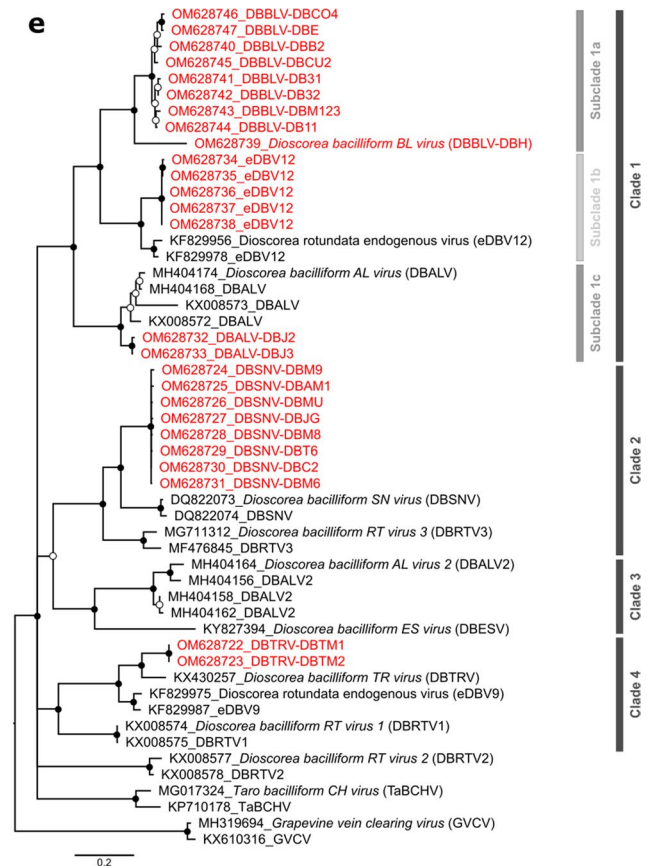 e
OM628746_DBBLV-DBCO4
OM628747_DBBLV-DBE
OM628740_DBBLV-DBB2
OM628745_DBBLV-DBCU2
OM628741_DBBLV-DB31
OM628742_DBBLV-DB32
OM628743_DBBLV-DBM123
OM628744_DBBLV-DB11
OM628739_Dioscorea bacilliform BL virus (DBBLV-DBH)
OM628734_eDBV12
OM628735_eDBV12
OM628736_eDBV12
OM628737_eDBV12
OM628738_eDBV12
KF829956_Dioscorea rotundata endogenous virus (eDBV12)
KF829978_eDBV12
MH404174_Dioscorea bacilliform AL virus (DBALV)
MH404168_DBALV
KX008573_DBALV
KX008572_DBALV
OM628732_DBALV-DBJ2
OM628733_DBALV-DBJ3
OM628724_DBSNV-DBM9
OM628725_DBSNV-DBAM1
OM628726_DBSNV-DBMU
OM628727_DBSNV-DBJG
OM628728_DBSNV-DBM8
OM628729_DBSNV-DBT6
OM628730_DBSNV-DBC2
OM628731_DBSNV-DBM6
DQ822073_Dioscorea bacilliform SN virus (DBSNV)
DQ822074_DBSNV
MG711312_Dioscorea bacilliform RT virus 3 (DBRTV3)
MF476845_DBRTV3
MH404164_Dioscorea bacilliform AL virus 2 (DBALV2)
MH404156_DBALV2
MH404158_DBALV2
MH404162_DBALV2
KY827394_Dioscorea bacilliform ES virus (DBESV)
OM628722_DBTRV-DBTM1
OM628723_DBTRV-DBTM2
KX430257_Dioscorea bacilliform TR virus (DBTRV)
KF829975_Dioscorea rotundata endogenous virus (eDBV9)
KF829987_eDBV9
KX008574_Dioscorea bacilliform RT virus 1 (DBRTV1)
KX008575_DBRTV1
KX008577_Dioscorea bacilliform RT virus 2 (DBRTV2)
KX008578_DBRTV2
MG017324_Taro bacilliform CH virus (TaBCHV)
KP710178_TaBCHV
MH319694_Grapevine vein clearing virus (GVCV)
KX610316_GVCV
0.2
Subclade 1a
Subclade 1b
Subclade 1c
Clade 1
Clade 2
Clade 3
Clade 4